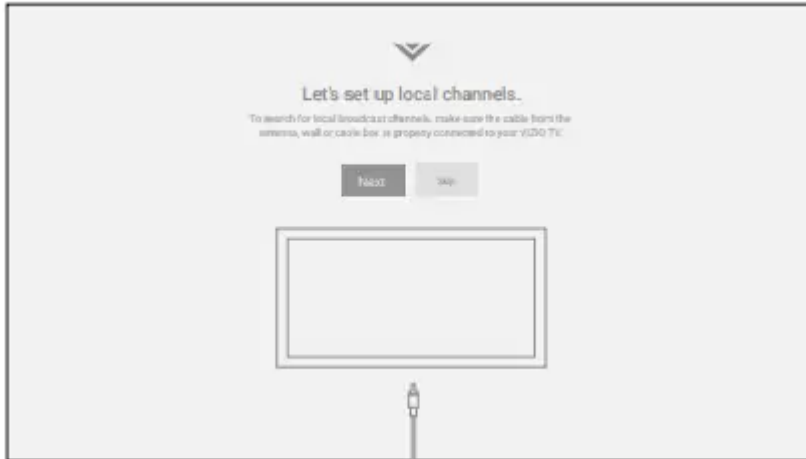 Let's set up local channels.
To search for local broadcast channels, make sure the cable from the
antenna, wall or cable box is properly connected to your VIZIO TV.
Next
Skip